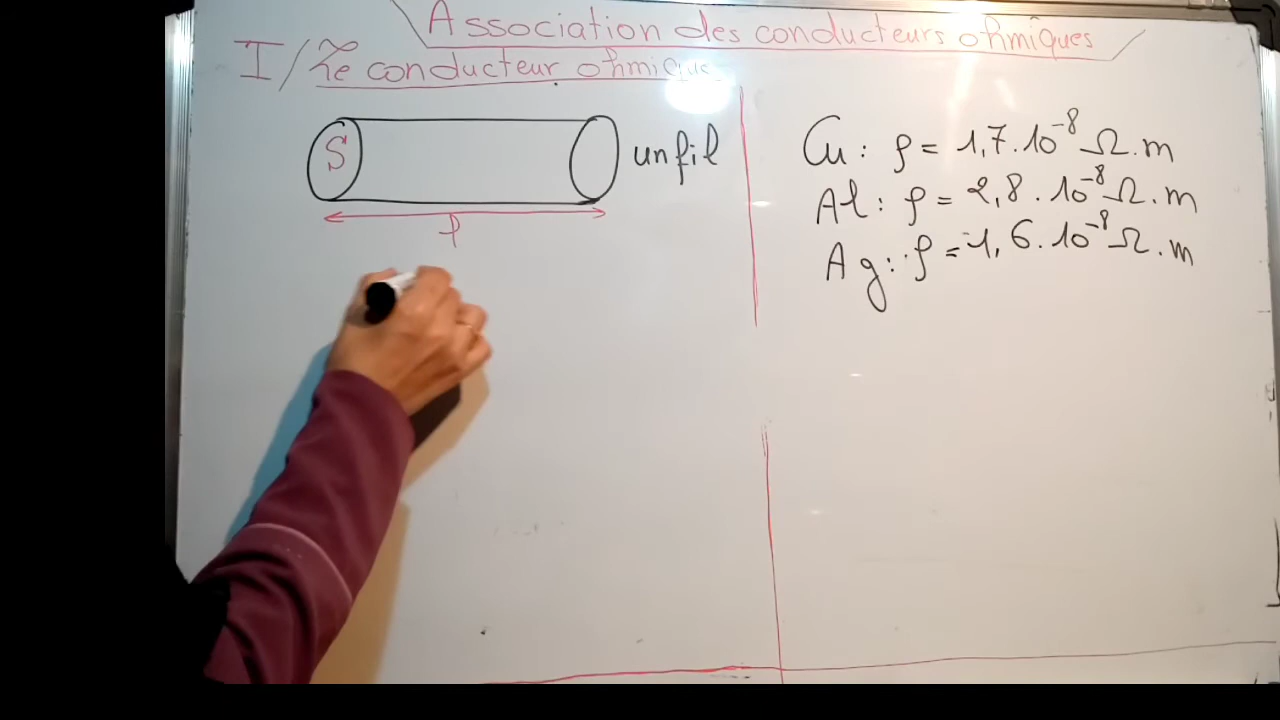 Association des conducteurs ohmiques
I/ Le conducteur ohmique
S
un fil
l
Cu : ρ = 1,7.10⁻⁸ Ω.m
Al : ρ = 2,8.10⁻⁸ Ω.m
Ag : ρ = 1,6.10⁻⁸ Ω.m